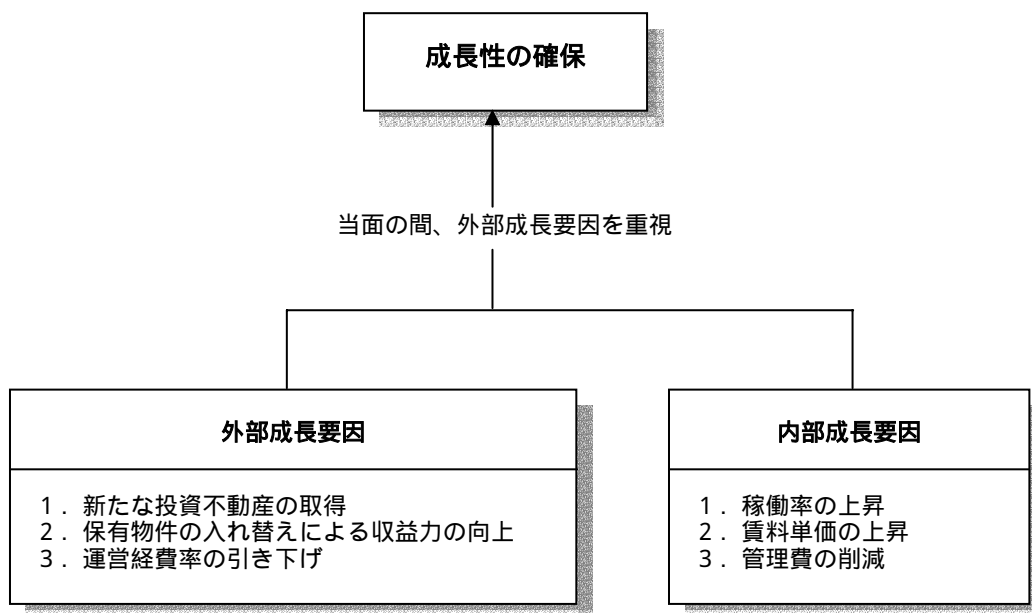 成長性の確保
当面の間、外部成長要因を重視
外部成長要因
1．新たな投資不動産の取得
2．保有物件の入れ替えによる収益力の向上
3．運営経費率の引き下げ
内部成長要因
1．稼働率の上昇
2．賃料単価の上昇
3．管理費の削減